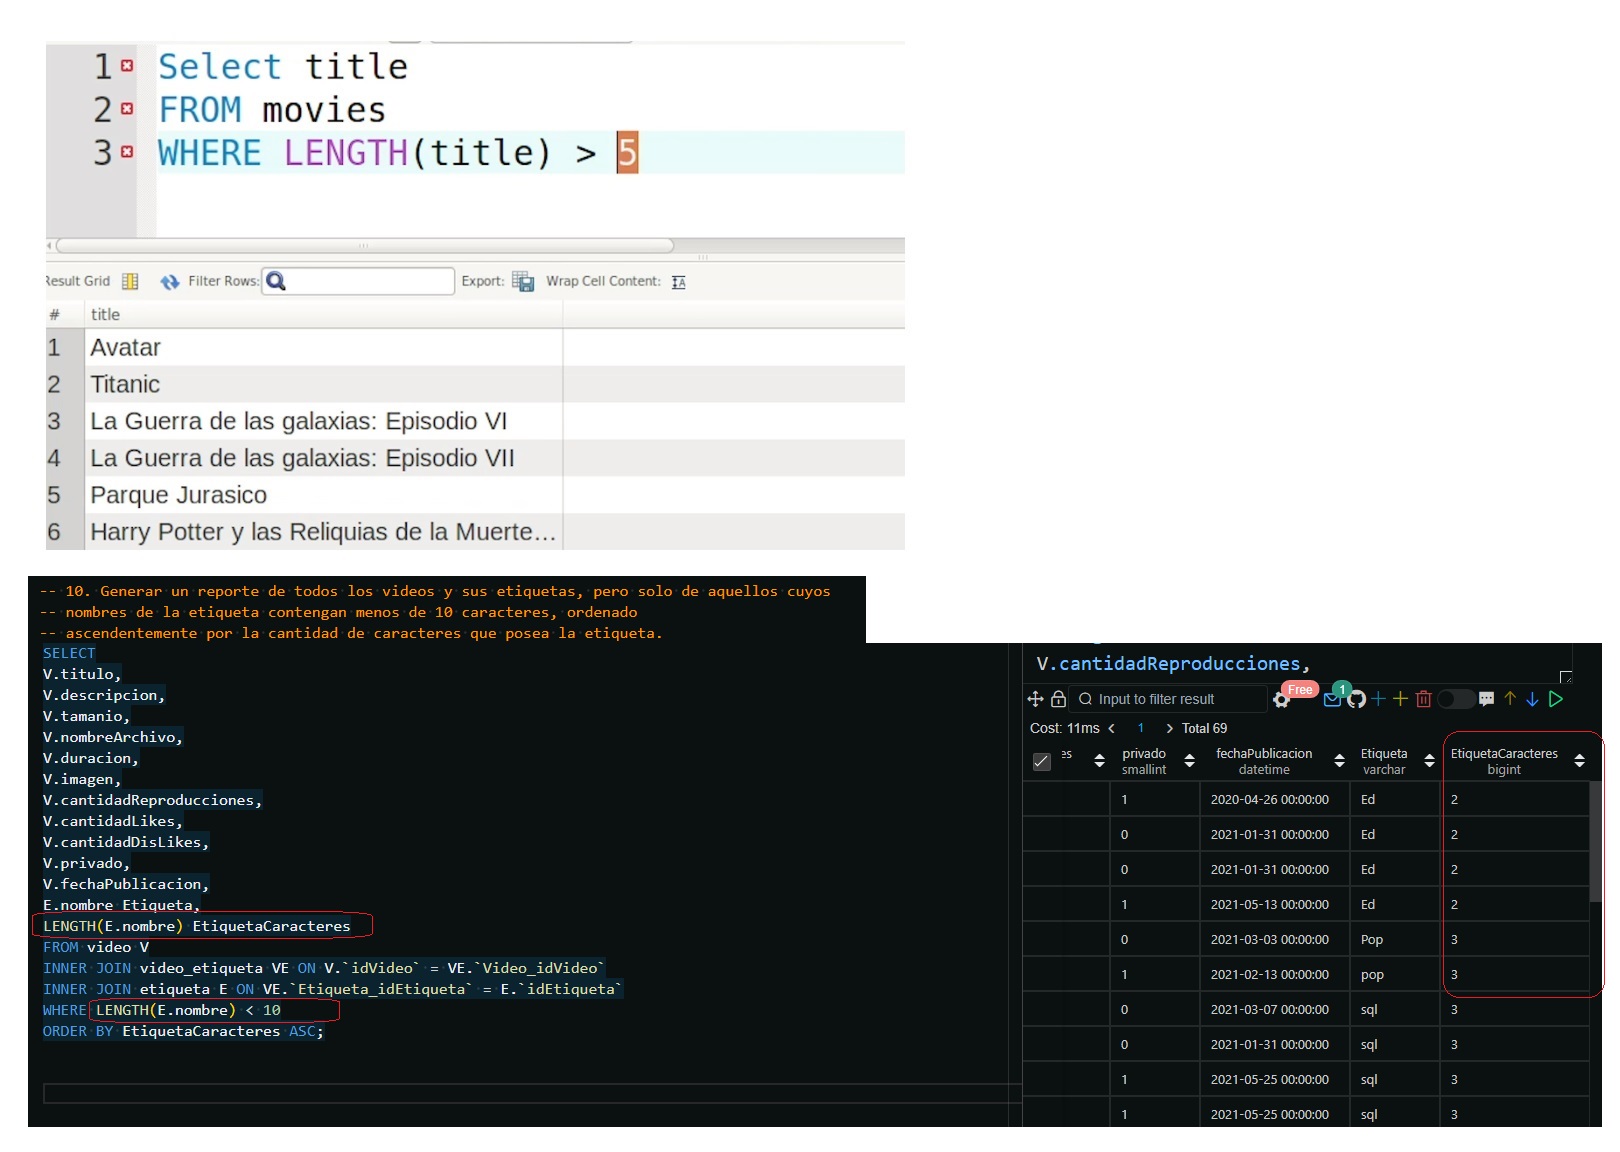 1 Select title
2 FROM movies
3 WHERE LENGTH(title) > 5
Result Grid Filter Rows: Export: Wrap Cell Content:
# title
1 Avatar
2 Titanic
3 La Guerra de las galaxias: Episodio VI
4 La Guerra de las galaxias: Episodio VII
5 Parque Jurasico
6 Harry Potter y las Reliquias de la Muerte...
-- 10. Generar un reporte de todos los videos y sus etiquetas, pero solo de aquellos cuyos
-- nombres de la etiqueta contengan menos de 10 caracteres, ordenado
-- ascendentemente por la cantidad de caracteres que posea la etiqueta.
SELECT
V.titulo,
V.descripcion,
V.tamanio,
V.nombreArchivo,
V.duracion,
V.imagen,
V.cantidadReproducciones,
V.cantidadLikes,
V.cantidadDisLikes,
V.privado,
V.fechaPublicacion,
E.nombre Etiqueta,
LENGTH(E.nombre) EtiquetaCaracteres
FROM video V
INNER JOIN video_etiqueta VE ON V.`idVideo` = VE.`Video_idVideo`
INNER JOIN etiqueta E ON VE.`Etiqueta_idEtiqueta` = E.`idEtiqueta`
WHERE LENGTH(E.nombre) < 10
ORDER BY EtiquetaCaracteres ASC;
V.cantidadReproducciones,
Input to filter result Free 1
Cost: 11ms < 1 > Total 69
es privado fechaPublicacion Etiqueta EtiquetaCaracteres
smallint datetime varchar bigint
1 2020-04-26 00:00:00 Ed 2
0 2021-01-31 00:00:00 Ed 2
0 2021-01-31 00:00:00 Ed 2
1 2021-05-13 00:00:00 Ed 2
0 2021-03-03 00:00:00 Pop 3
1 2021-02-13 00:00:00 pop 3
0 2021-03-07 00:00:00 sql 3
0 2021-01-31 00:00:00 sql 3
1 2021-05-25 00:00:00 sql 3
1 2021-05-25 00:00:00 sql 3